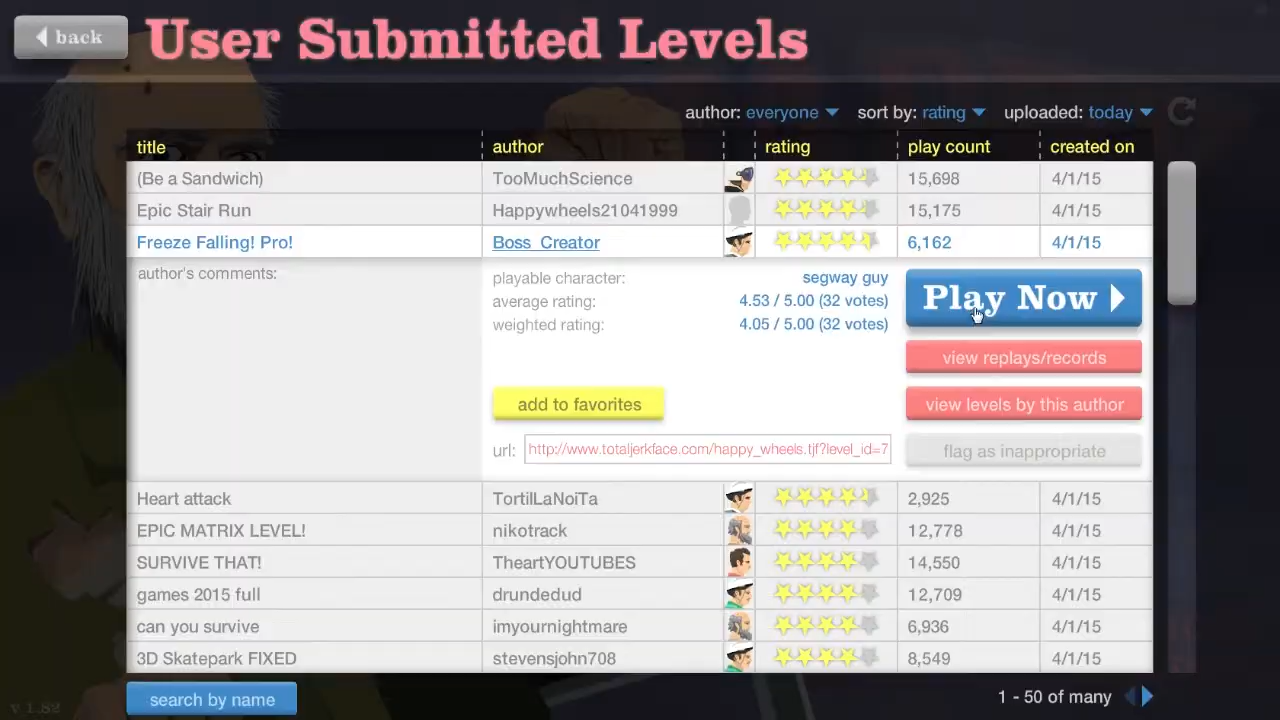 back
User Submitted Levels
author: everyone sort by: rating uploaded: today
title author rating play count created on
(Be a Sandwich) TooMuchScience 15,698 4/1/15
Epic Stair Run Happywheels21041999 15,175 4/1/15
Freeze Falling! Pro! Boss_Creator 6,162 4/1/15
author's comments:
playable character: segway guy
average rating: 4.53 / 5.00 (32 votes)
weighted rating: 4.05 / 5.00 (32 votes)
Play Now
view replays/records
add to favorites
view levels by this author
url: http://www.totaljerkface.com/happy_wheels.tjf?level_id=7
flag as inappropriate
Heart attack TortilLaNoiTa 2,925 4/1/15
EPIC MATRIX LEVEL! nikotrack 12,778 4/1/15
SURVIVE THAT! TheartYOUTUBES 14,550 4/1/15
games 2015 full drundedud 12,709 4/1/15
can you survive imyournightmare 6,936 4/1/15
3D Skatepark FIXED stevensjohn708 8,549 4/1/15
search by name
1 - 50 of many
v 1.82